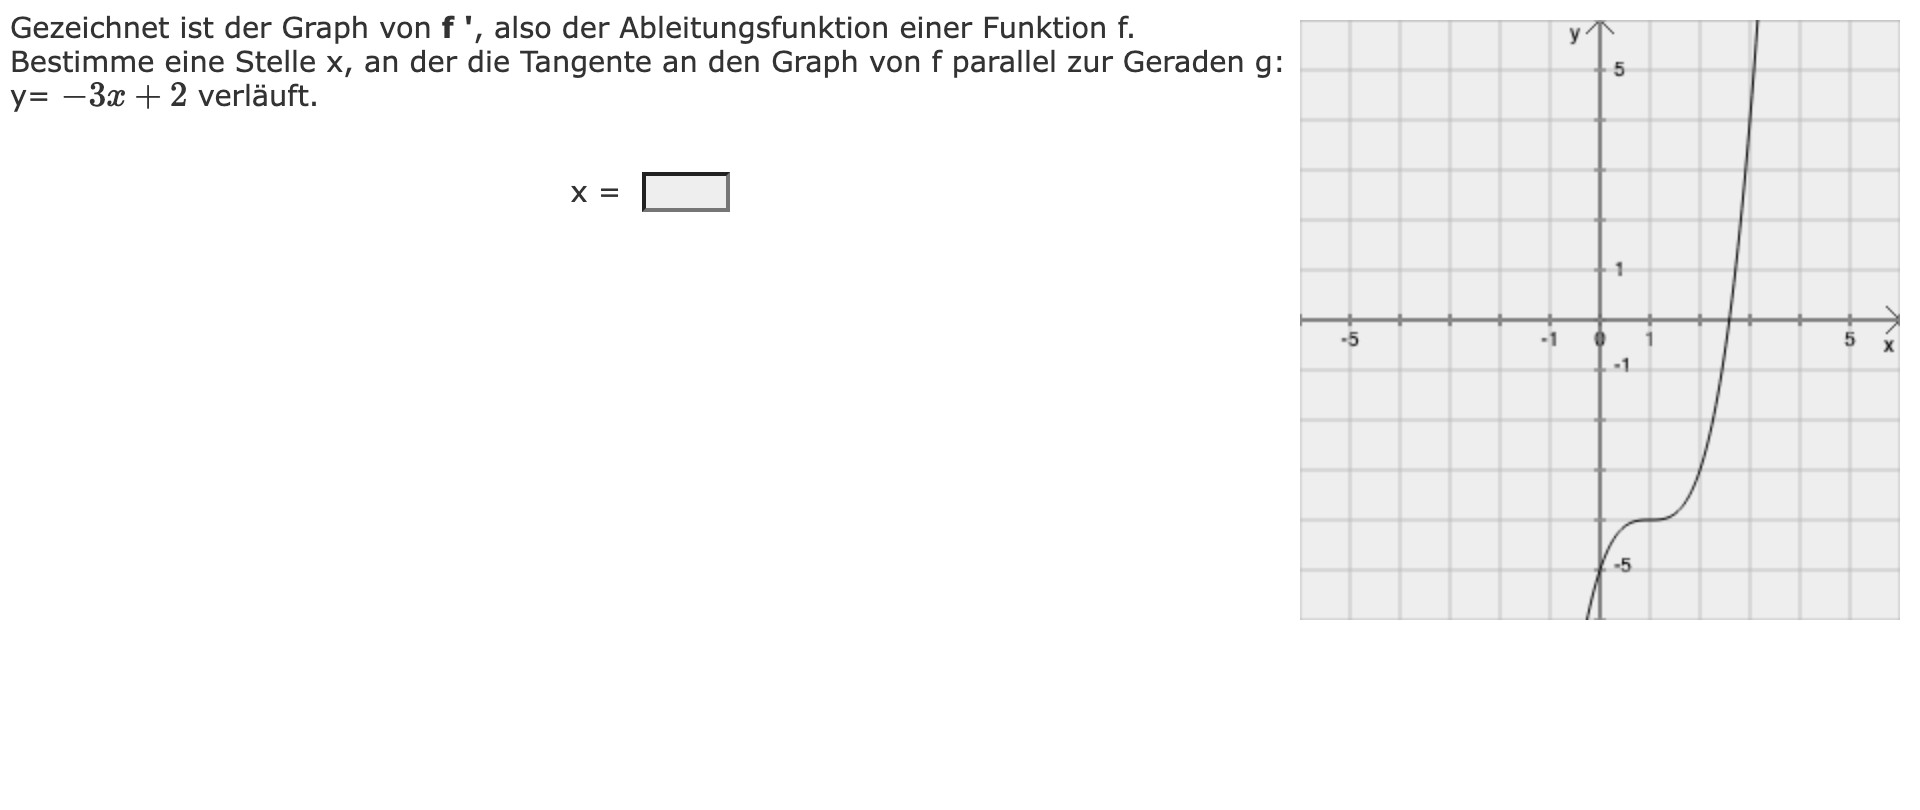 Gezeichnet ist der Graph von f ', also der Ableitungsfunktion einer Funktion f.
Bestimme eine Stelle x, an der die Tangente an den Graph von f parallel zur Geraden g:
y= −3x + 2 verläuft.
x =
y
5
1
-5
-1
0
1
5
x
-1
-5